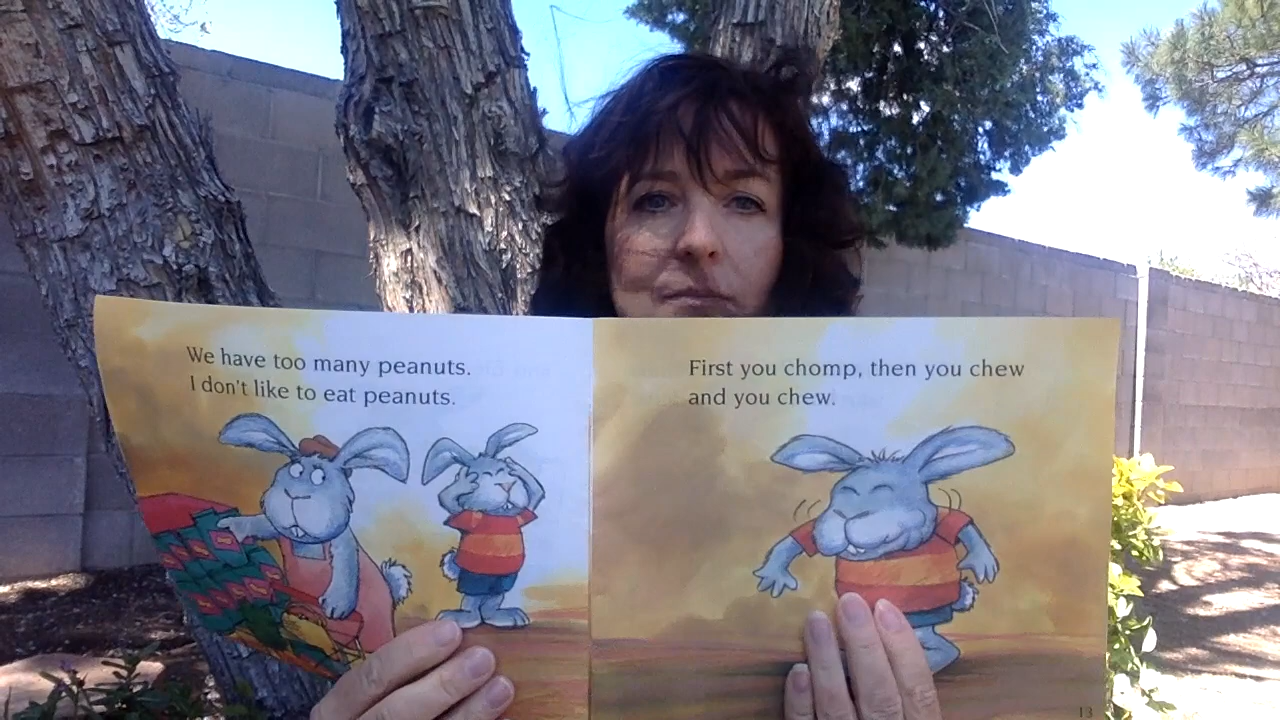 We have too many peanuts.
I don't like to eat peanuts.
First you chomp, then you chew
and you chew.
13